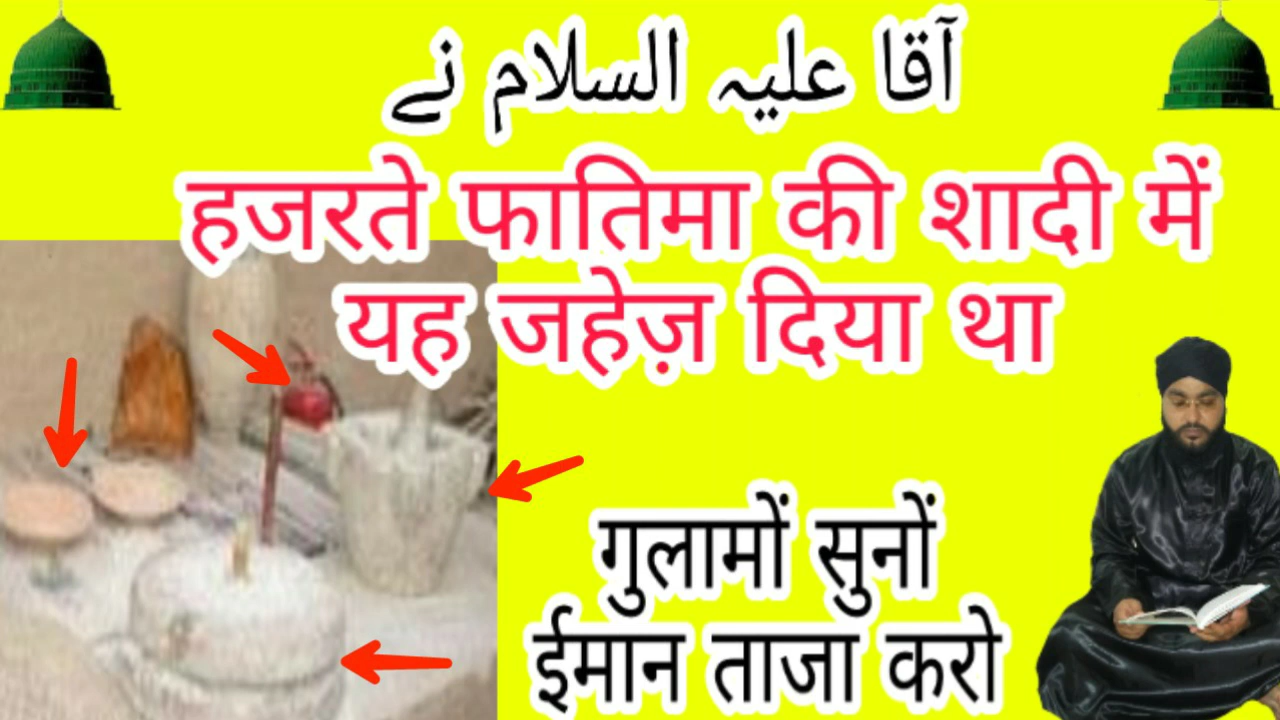 آقا علیہ السلام نے
हजरते फातिमा की शादी में
यह जहेज़ दिया था
गुलामों सुनों
ईमान ताजा करो